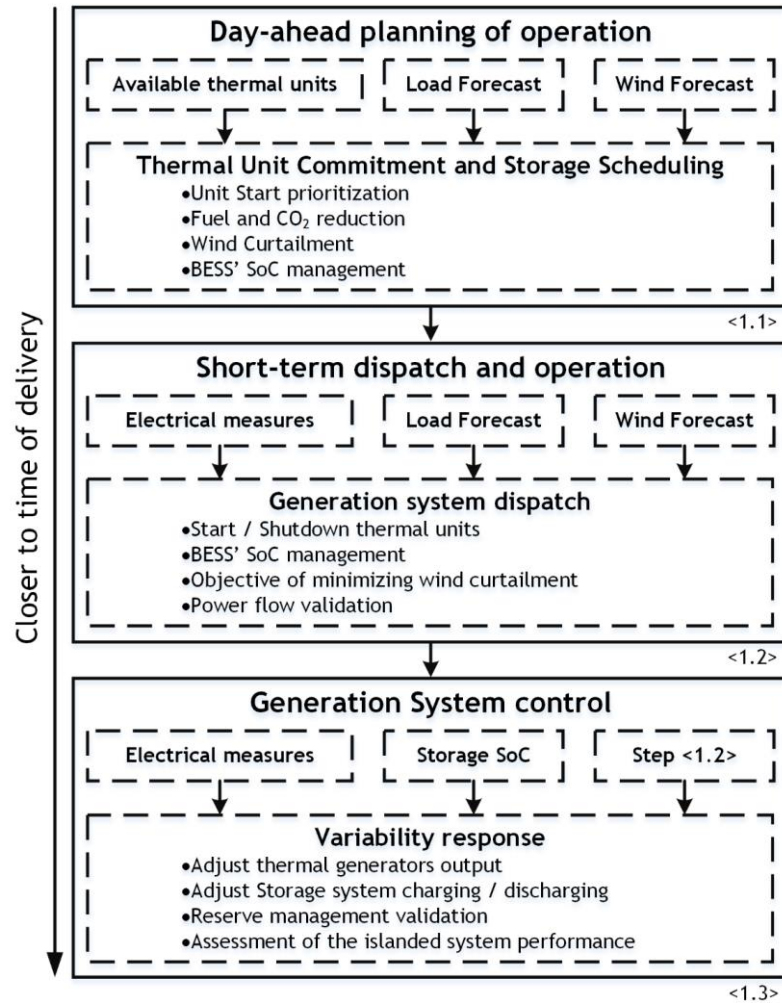 Closer to time of delivery
Day-ahead planning of operation
Available thermal units
Load Forecast
Wind Forecast
Thermal Unit Commitment and Storage Scheduling
•Unit Start prioritization
•Fuel and CO₂ reduction
•Wind Curtailment
•BESS’ SoC management
<1.1>
Short-term dispatch and operation
Electrical measures
Load Forecast
Wind Forecast
Generation system dispatch
•Start / Shutdown thermal units
•BESS’ SoC management
•Objective of minimizing wind curtailment
•Power flow validation
<1.2>
Generation System control
Electrical measures
Storage SoC
Step <1.2>
Variability response
•Adjust thermal generators output
•Adjust Storage system charging / discharging
•Reserve management validation
•Assessment of the islanded system performance
<1.3>